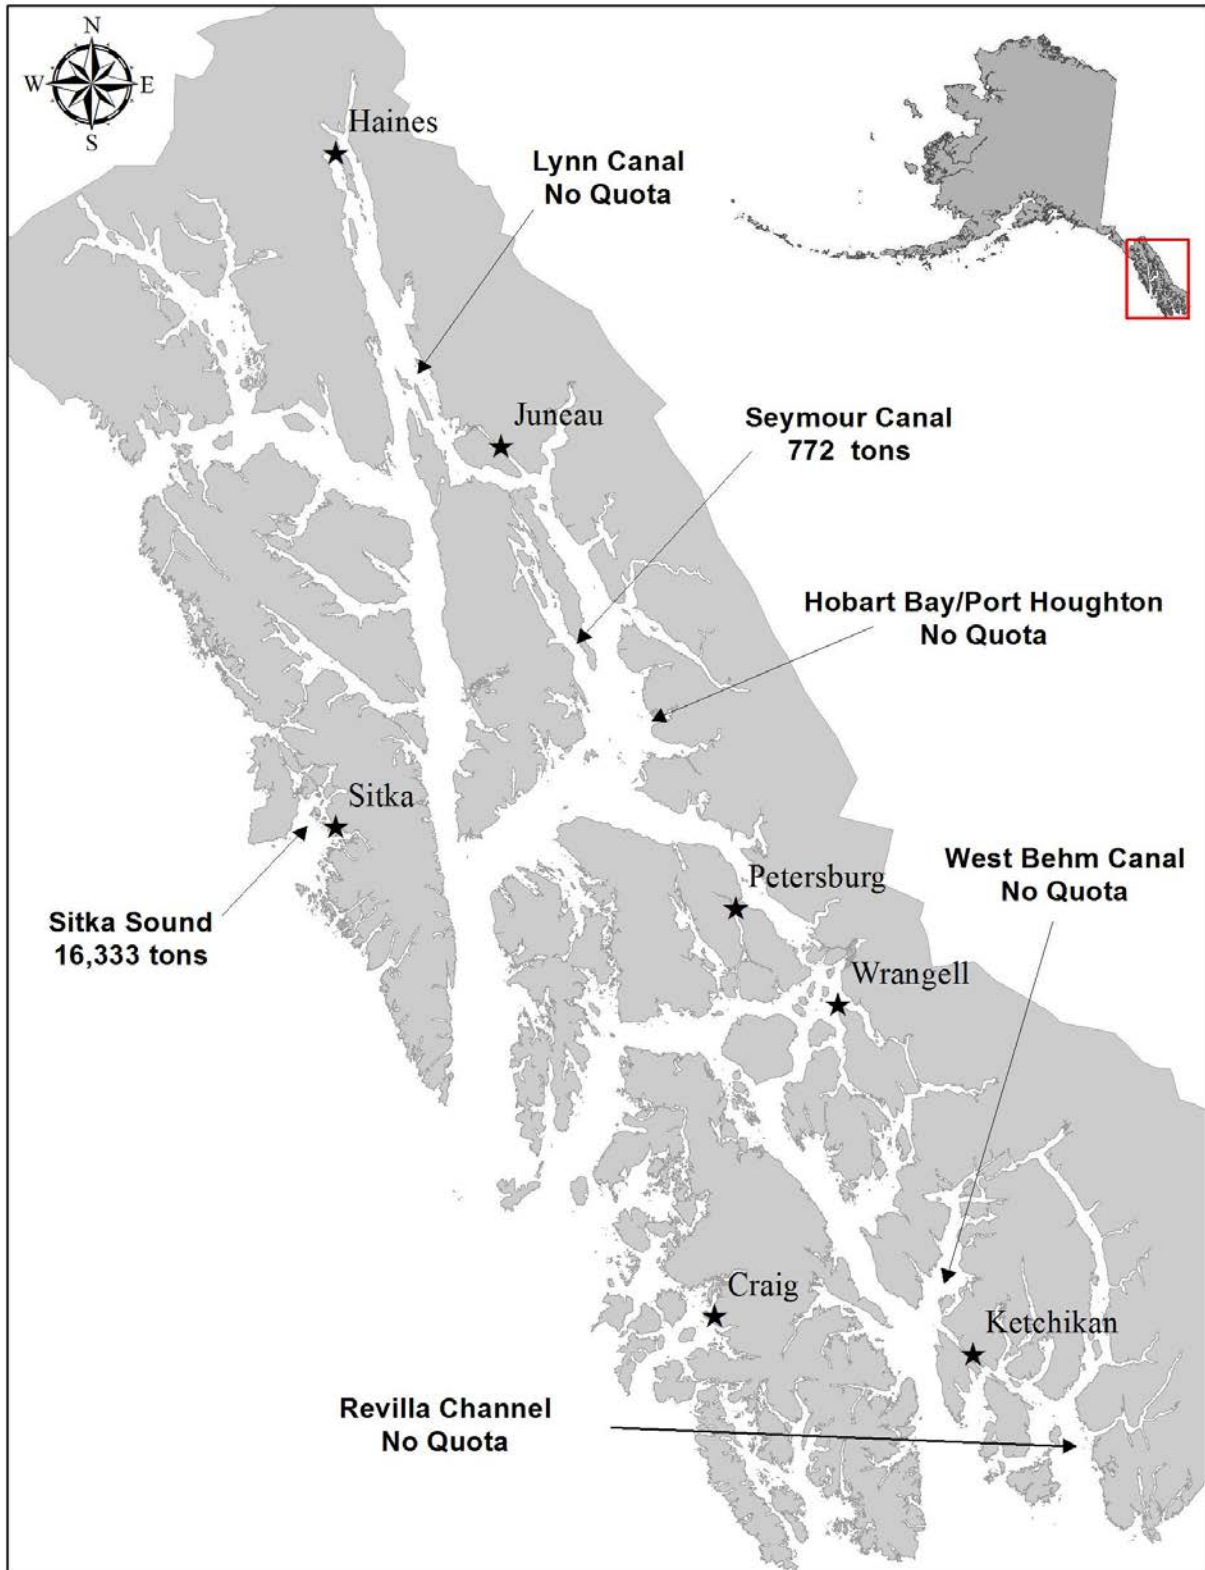 N
W E
S
Haines
Lynn Canal
No Quota
Juneau
Seymour Canal
772 tons
Hobart Bay/Port Houghton
No Quota
Sitka
Petersburg
West Behm Canal
No Quota
Sitka Sound
16,333 tons
Wrangell
Craig
Ketchikan
Revilla Channel
No Quota